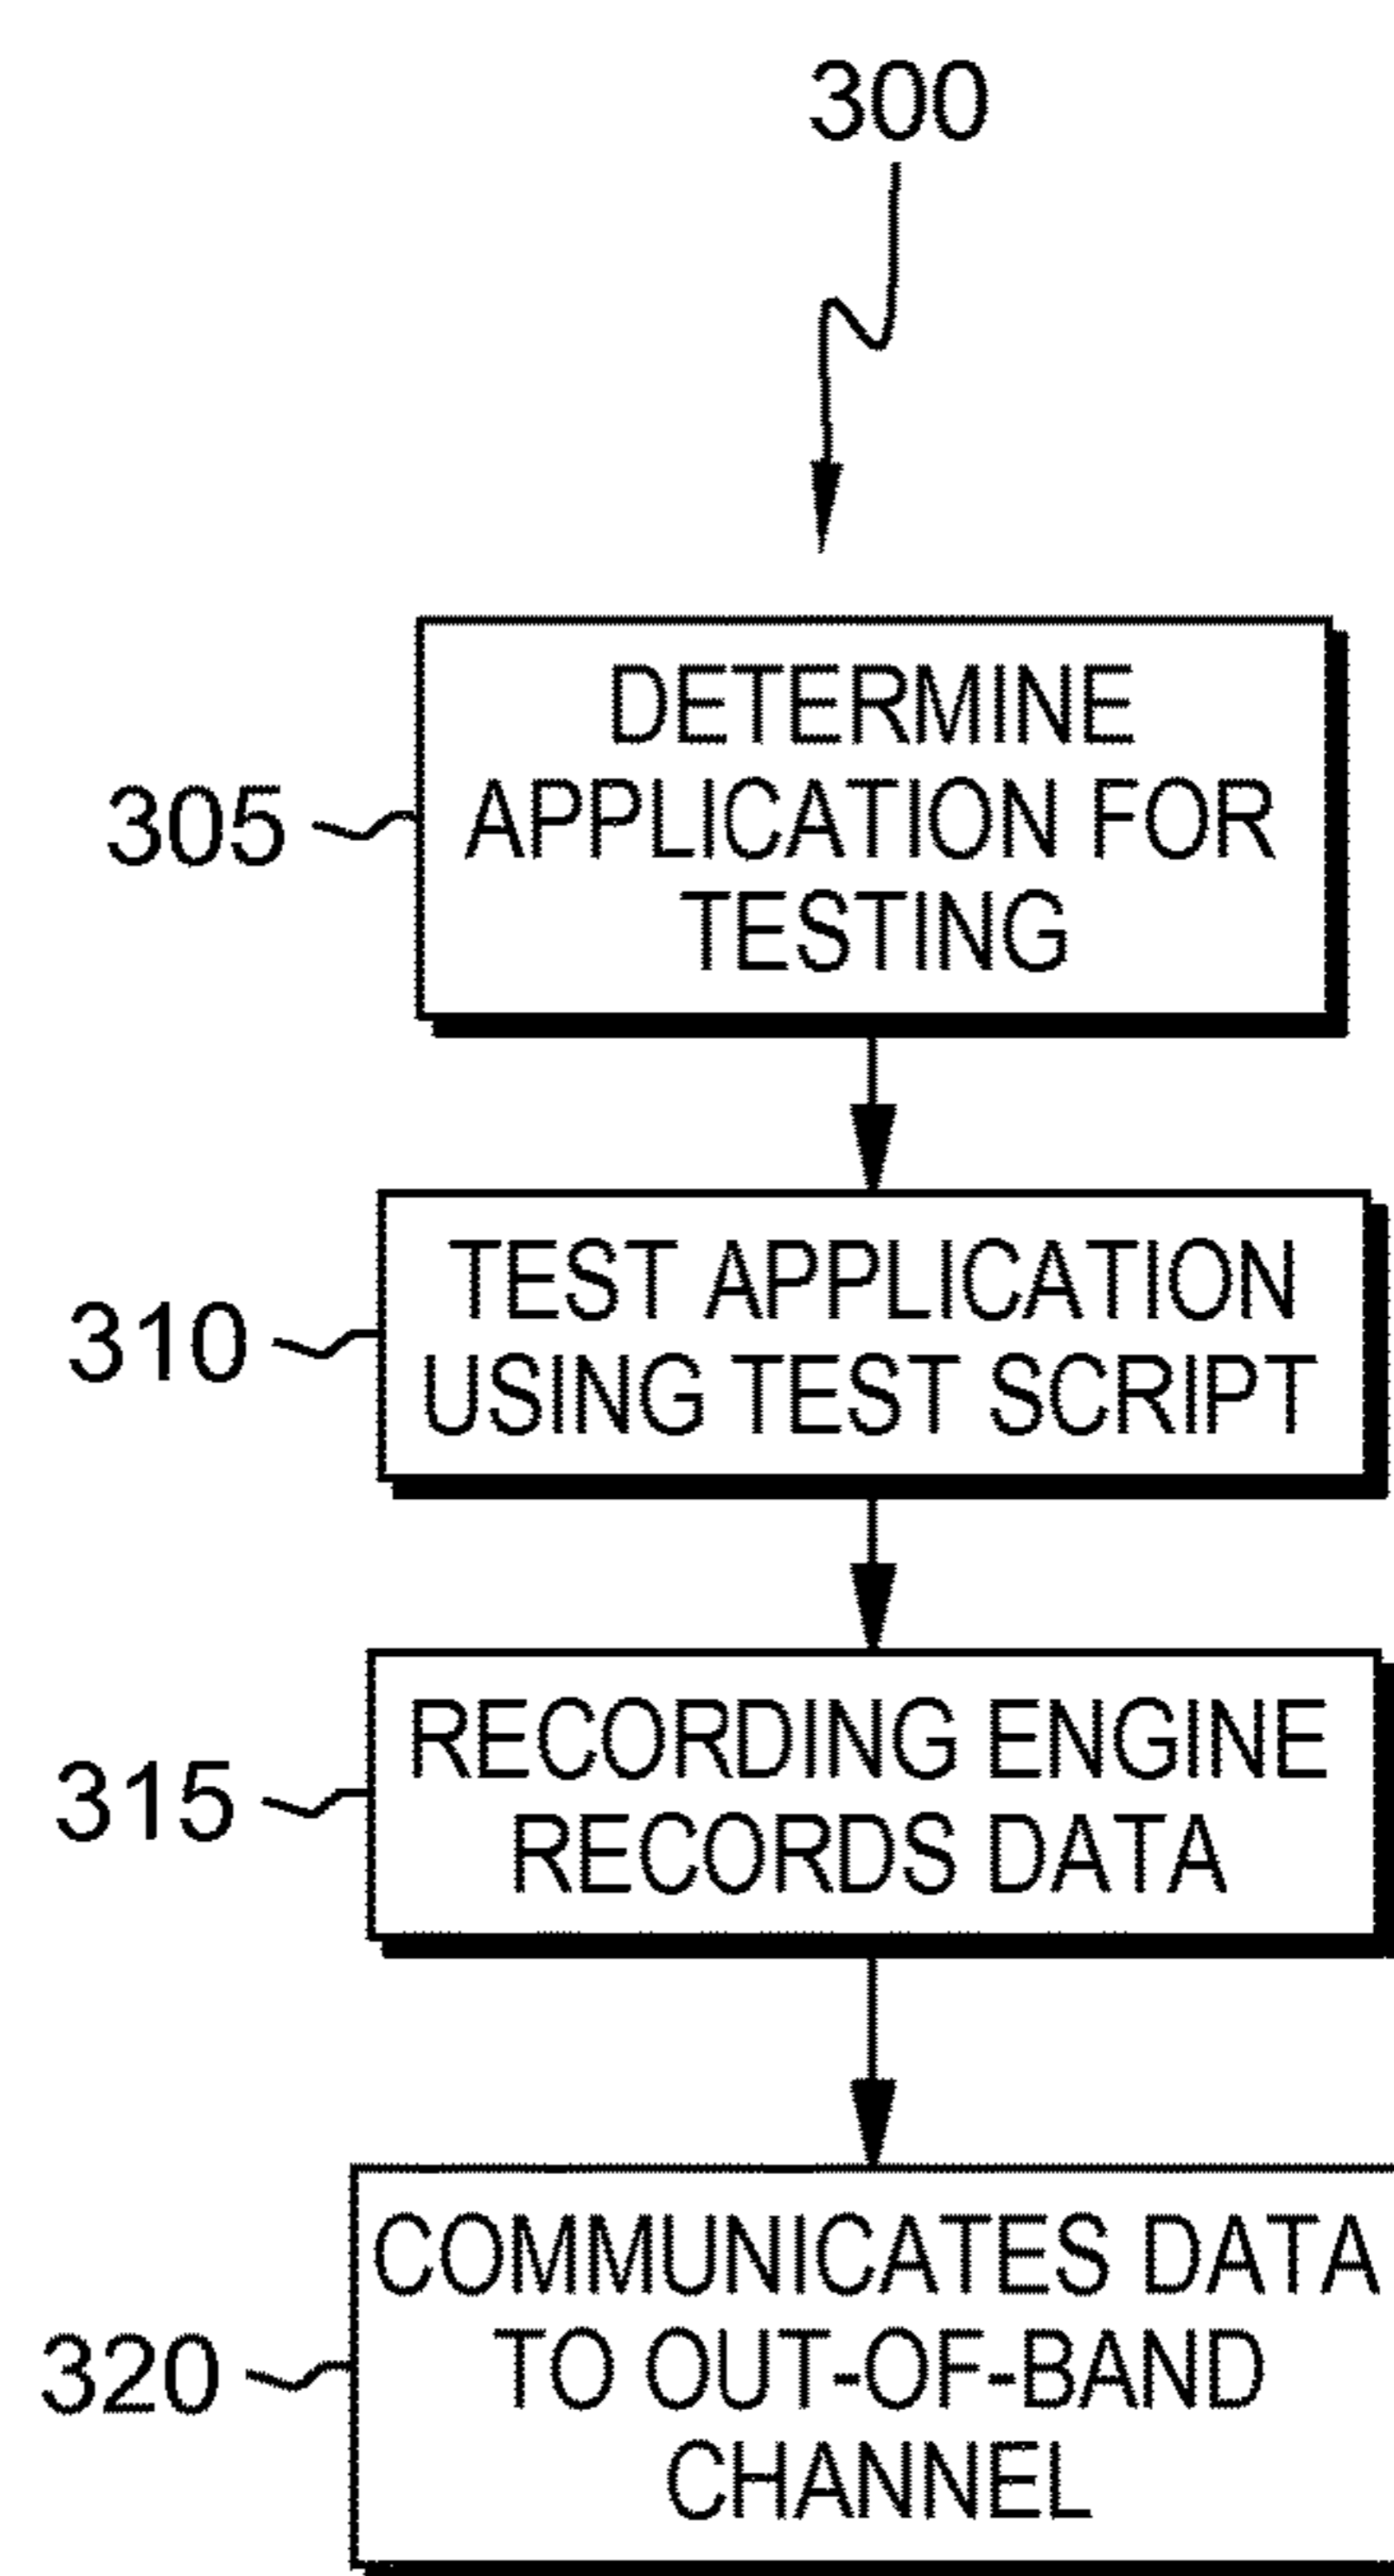 300
305
DETERMINE
APPLICATION FOR
TESTING
310
TEST APPLICATION
USING TEST SCRIPT
315
RECORDING ENGINE
RECORDS DATA
320
COMMUNICATES DATA
TO OUT-OF-BAND
CHANNEL